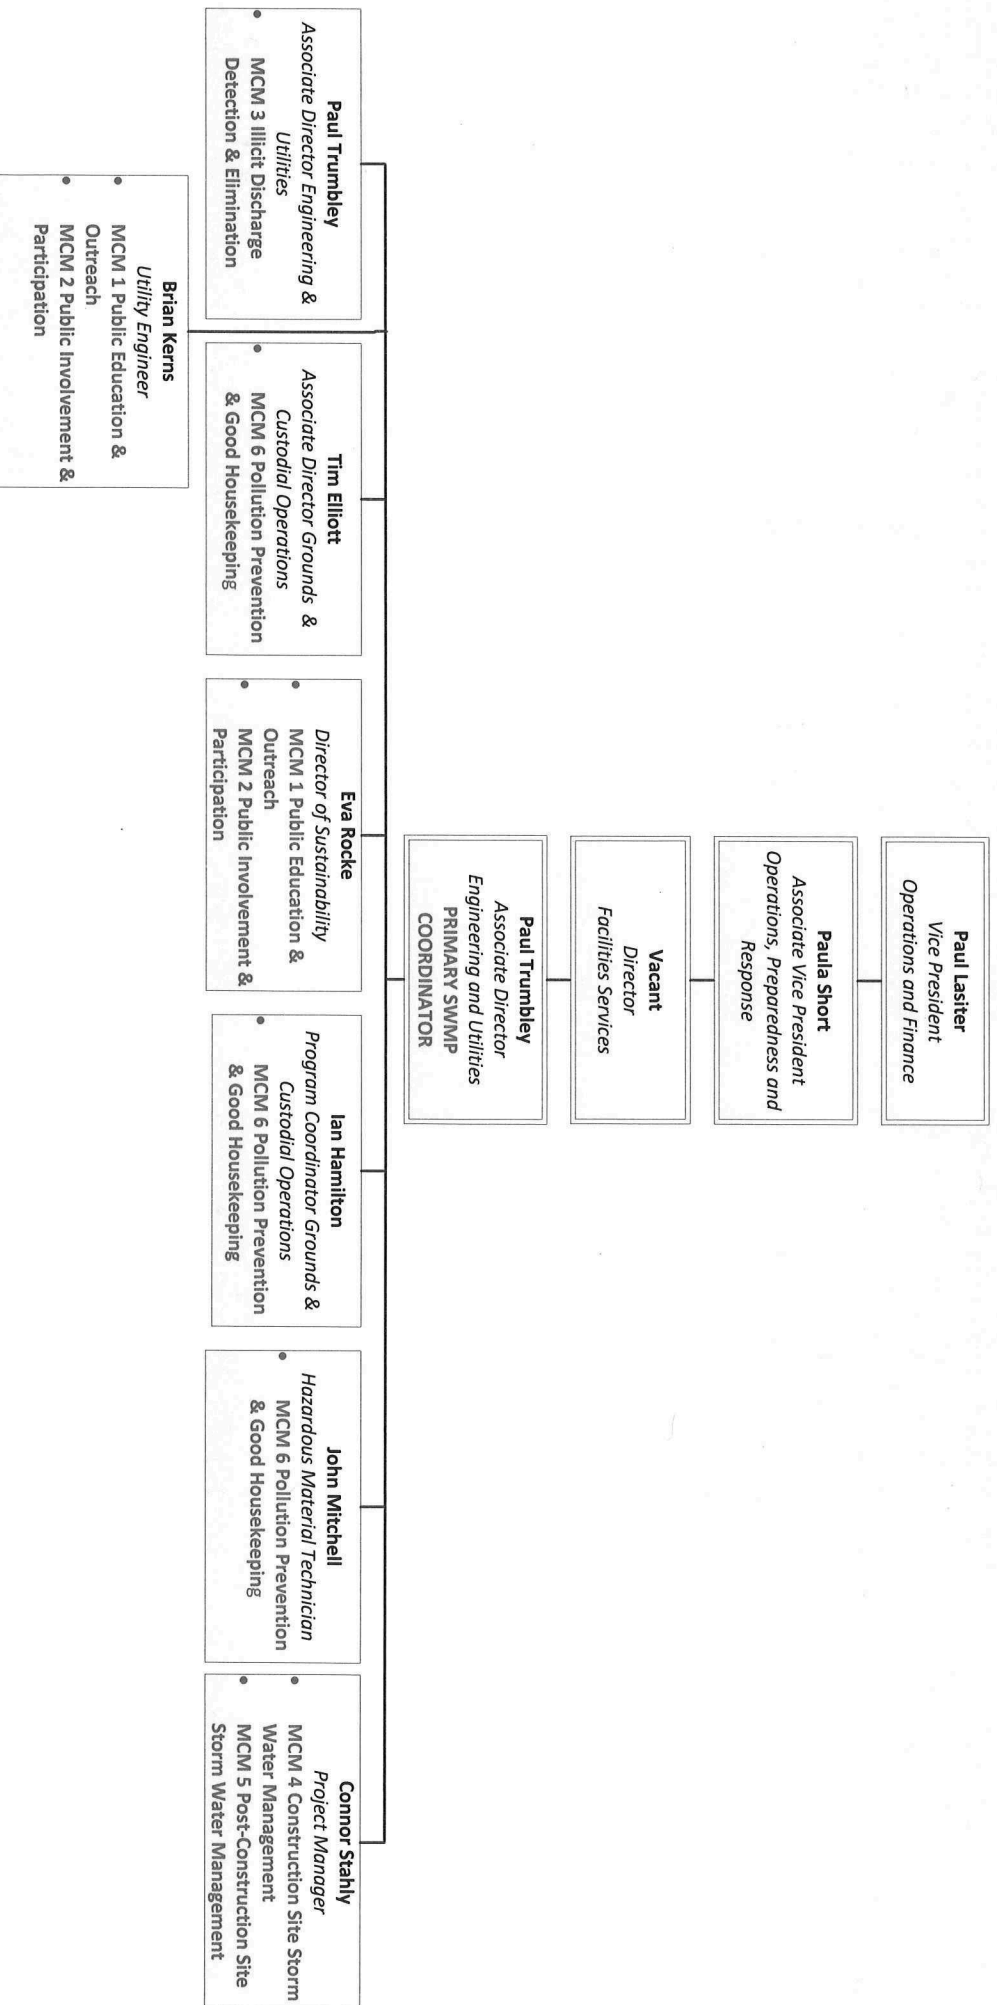 Paul Lasiter
Vice President
Operations and Finance
Paula Short
Associate Vice President
Operations, Preparedness and
Response
Vacant
Director
Facilities Services
Paul Trumbley
Associate Director
Engineering and Utilities
PRIMARY SWMP
COORDINATOR
Paul Trumbley
Associate Director Engineering &
Utilities
• MCM 3 Illicit Discharge
Detection & Elimination
Tim Elliott
Associate Director Grounds &
Custodial Operations
• MCM 6 Pollution Prevention
& Good Housekeeping
Eva Rocke
Director of Sustainability
• MCM 1 Public Education &
Outreach
• MCM 2 Public Involvement &
Participation
Ian Hamilton
Program Coordinator Grounds &
Custodial Operations
• MCM 6 Pollution Prevention
& Good Housekeeping
John Mitchell
Hazardous Material Technician
• MCM 6 Pollution Prevention
& Good Housekeeping
Connor Stahly
Project Manager
• MCM 4 Construction Site Storm
Water Management
• MCM 5 Post-Construction Site
Storm Water Management
Brian Kerns
Utility Engineer
• MCM 1 Public Education &
Outreach
• MCM 2 Public Involvement &
Participation